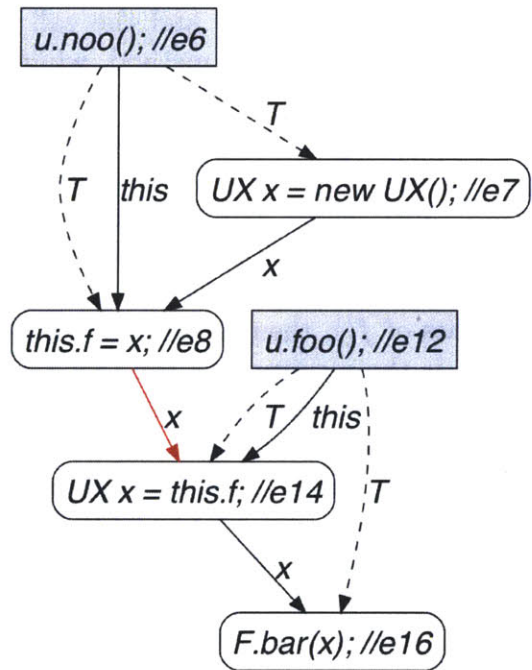 u.noo(); //e6
T
UX x = new UX(); //e7
T
this
x
this.f = x; //e8
u.foo(); //e12
x
T
this
UX x = this.f; //e14
T
x
F.bar(x); //e16